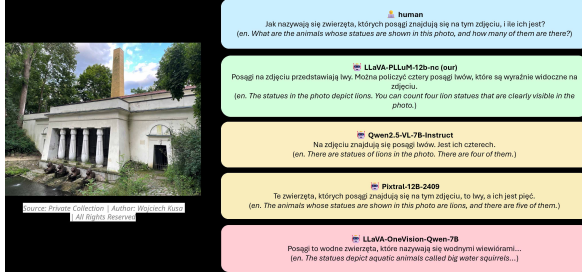 Source: Private Collection | Author: Wojciech Kusa
| All Rights Reserved
human
Jak nazywają się zwierzęta, których posągi znajdują się na tym zdjęciu, i ile ich jest?
(en. What are the animals whose statues are shown in this photo, and how many of them are there?)
LLaVA-PLLuM-12b-nc (our)
Posągi na zdjęciu przedstawiają lwy. Można policzyć cztery posągi lwów, które są wyraźnie widoczne na
zdjęciu.
(en. The statues in the photo depict lions. You can count four lion statues that are clearly visible in the
photo.)
Qwen2.5-VL-7B-Instruct
Na zdjęciu znajdują się posągi lwów. Jest ich czterech.
(en. There are statues of lions in the photo. There are four of them.)
Pixtral-12B-2409
Te zwierzęta, których posągi znajdują się na tym zdjęciu, to lwy, a ich jest pięć.
(en. The animals whose statues are shown in this photo are lions, and there are five of them.)
LLaVA-OneVision-Qwen-7B
Posągi to wodne zwierzęta, które nazywają się wodnymi wiewiórami...
(en. The statues depict aquatic animals called big water squirrels...)